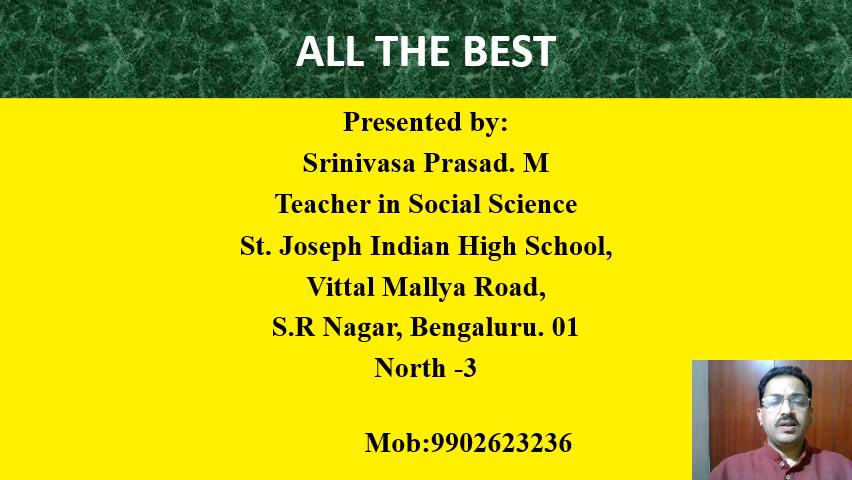 ALL THE BEST
Presented by:
Srinivasa Prasad. M
Teacher in Social Science
St. Joseph Indian High School,
Vittal Mallya Road,
S.R Nagar, Bengaluru. 01
North -3
Mob:9902623236